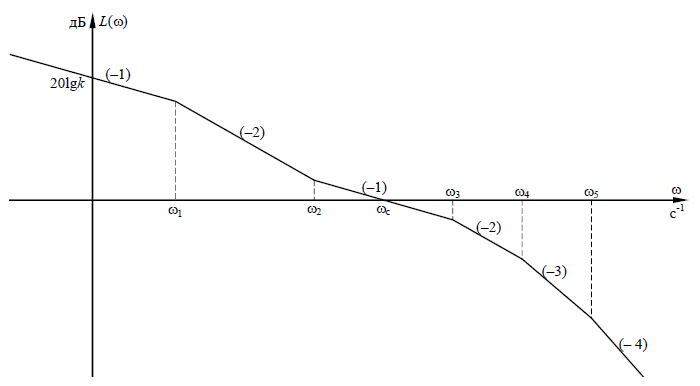 дБ L(ω)
20lgk
(–1)
(–2)
(–1)
ω₁
ω₂
ωc
ω₃
ω₄
ω₅
ω
c⁻¹
(–2)
(–3)
(– 4)